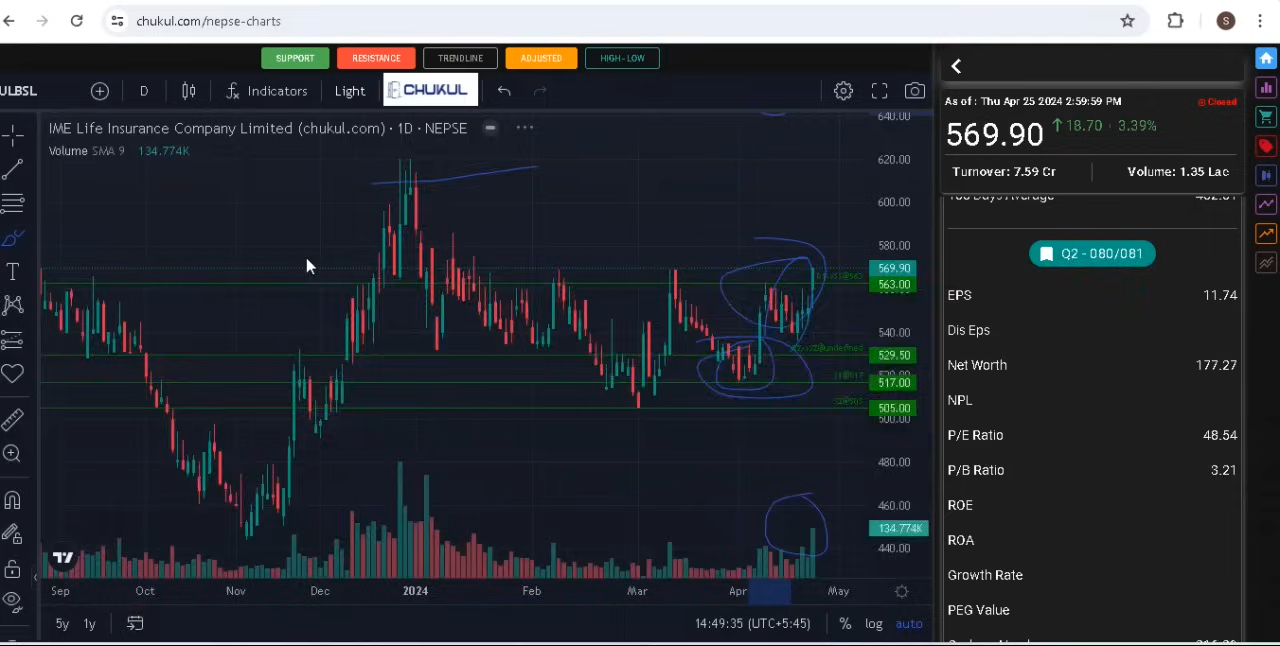 chukul.com/nepse-charts
S
SUPPORT RESISTANCE TRENDLINE ADJUSTED HIGH-LOW
ULBSL D Indicators Light CHUKUL
IME Life Insurance Company Limited (chukul.com) · 1D · NEPSE
Volume SMA 9 134.774K
640.00
620.00
600.00
580.00
569.90
563.00
540.00
529.50
517.00
505.00
500.00
480.00
460.00
134.774K
440.00
Sep Oct Nov Dec 2024 Feb Mar Apr May
5y 1y 14:49:35 (UTC+5:45) % log auto
As of : Thu Apr 25 2024 2:59:59 PM Closed
569.90 18.70 3.39%
Turnover: 7.59 Cr Volume: 1.35 Lac
Q2 - 080/081
EPS 11.74
Dis Eps
Net Worth 177.27
NPL
P/E Ratio 48.54
P/B Ratio 3.21
ROE
ROA
Growth Rate
PEG Value